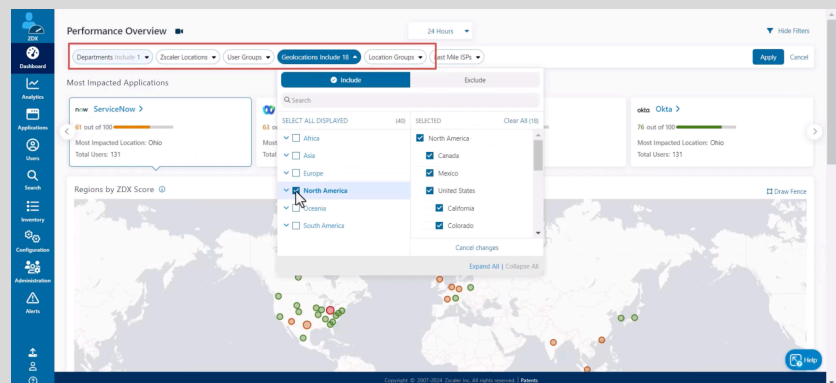 ZDX
Performance Overview
24 Hours
Hide Filters
Dashboard
Departments Include 1
Zscaler Locations
User Groups
Geolocations Include 18
Location Groups
Last Mile ISPs
Apply
Cancel
Analytics
Most Impacted Applications
Include
Exclude
Search
now ServiceNow >
okta Okta >
Applications
SELECT ALL DISPLAYED (40)
SELECTED
Clear All (18)
61 out of 100
76 out of 100
Africa
North America
Most Impacted Location: Ohio
Most Impacted Location: Ohio
Users
Asia
Canada
Total Users: 131
Total Users: 131
Europe
Mexico
Search
Regions by ZDX Score
North America
United States
Draw Fence
Inventory
Oceania
California
South America
Colorado
Configuration
Cancel changes
Administration
Expand All | Collapse All
Alerts
Help
Copyright © 2007-2024 Zscaler Inc. All rights reserved. | Patents